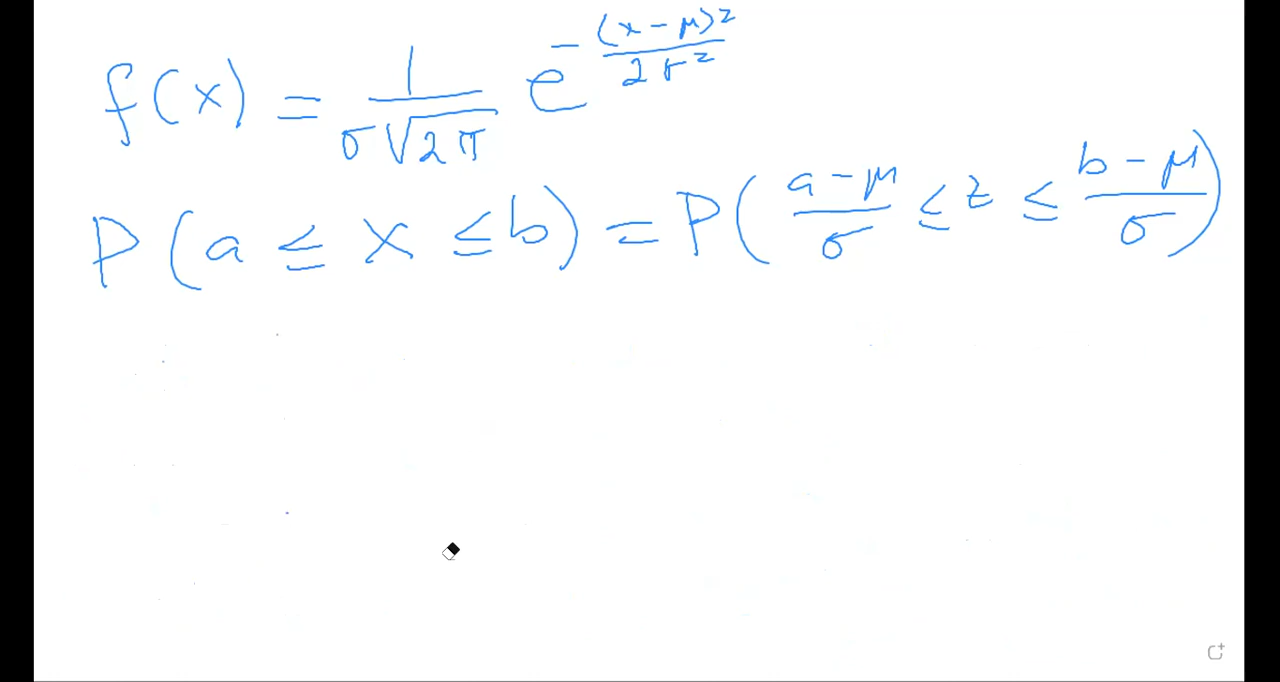 f(x) = 1/(σ√(2π)) e^(-(x-μ)²/(2σ²))
P(a ≤ x ≤ b) = P((a-μ)/σ ≤ z ≤ (b-μ)/σ)